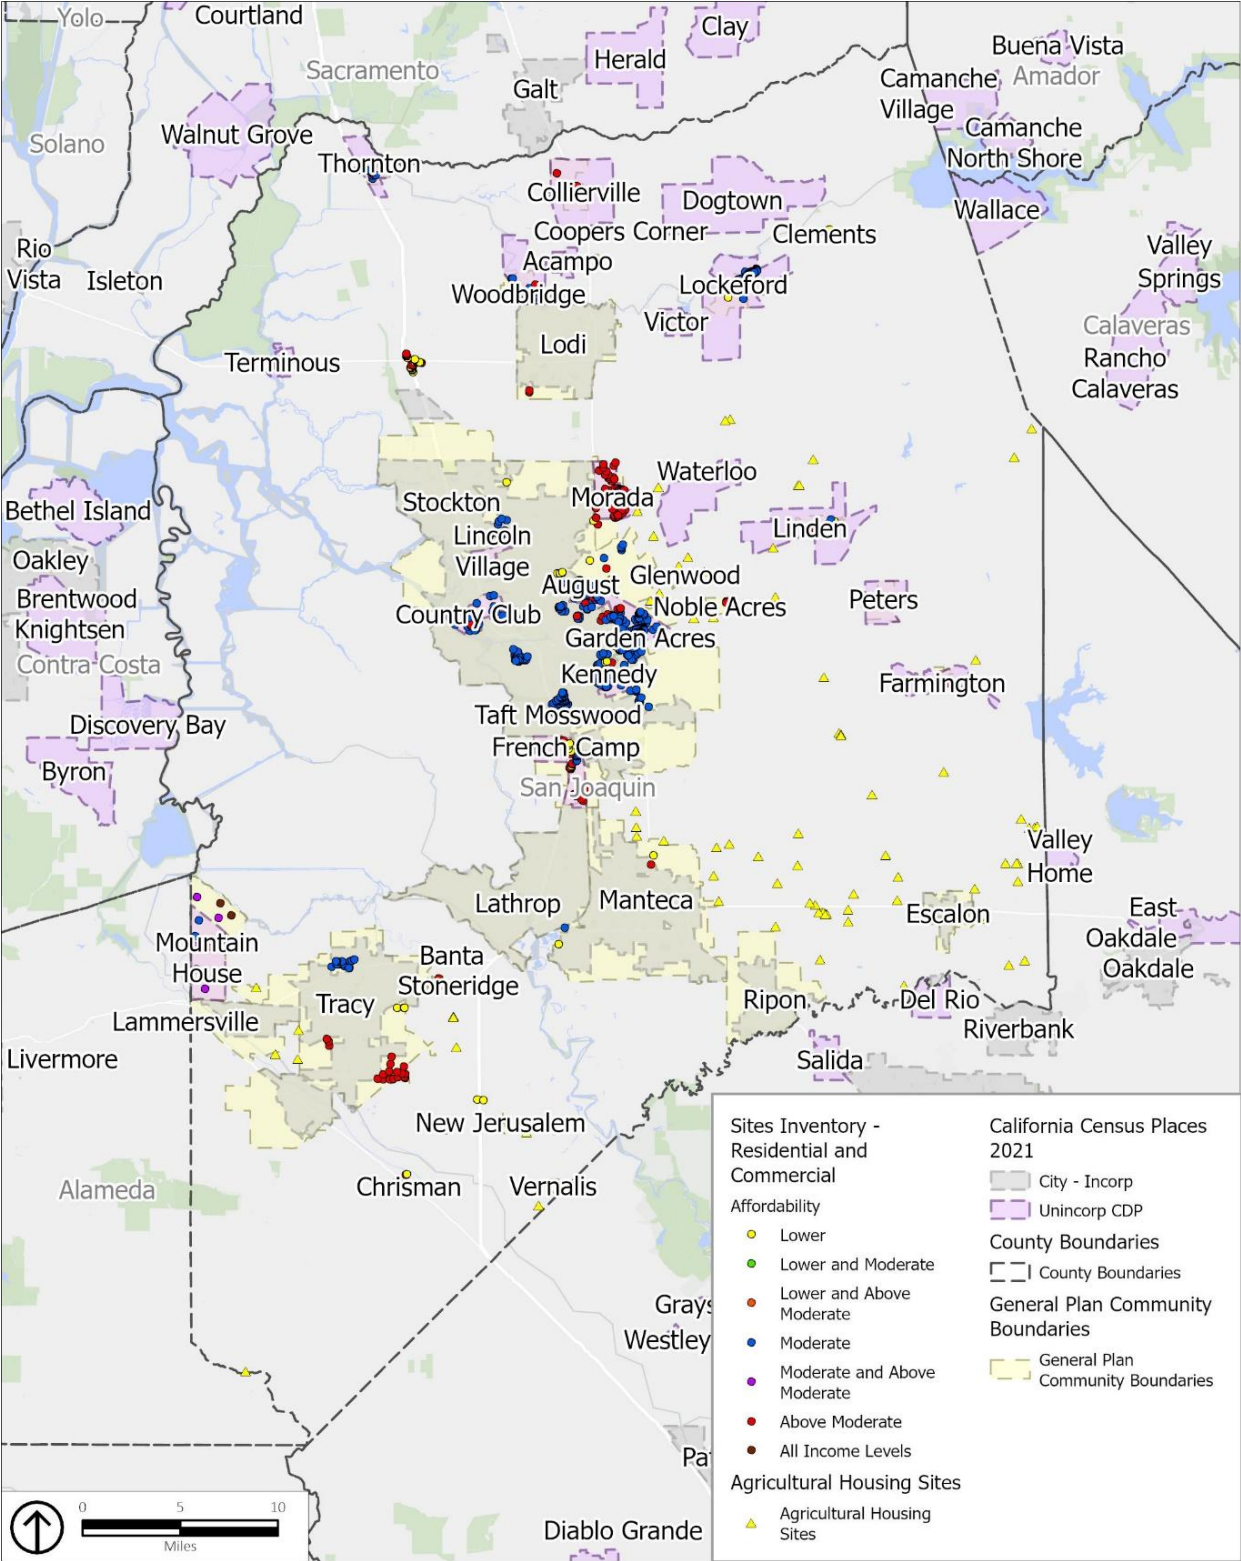 Yolo
Courtland
Clay
Buena Vista
Amador
Sacramento
Herald
Galt
Camanche
Village
Camanche
North Shore
Solano
Walnut Grove
Thornton
Collierville
Dogtown
Wallace
Coopers Corner
Clements
Rio
Vista
Isleton
Acampo
Valley
Springs
Woodbridge
Lockeford
Victor
Calaveras
Rancho
Calaveras
Terminous
Lodi
Waterloo
Stockton
Morada
Bethel Island
Lincoln
Village
Linden
Oakley
August
Glenwood
Brentwood
Knightsen
Noble Acres
Peters
Country Club
Garden Acres
Contra Costa
Kennedy
Farmington
Discovery Bay
Taft Mosswood
French Camp
Byron
San Joaquin
Valley
Home
Lathrop
Manteca
Escalon
East
Oakdale
Oakdale
Mountain
House
Banta
Stoneridge
Tracy
Ripon
Del Rio
Lammersville
Riverbank
Livermore
Salida
New Jerusalem
Alameda
Chrisman
Vernalis
Grays
Westley
Pa
Diablo Grande
Sites Inventory -
Residential and
Commercial
Affordability
Lower
Lower and Moderate
Lower and Above
Moderate
Moderate
Moderate and Above
Moderate
Above Moderate
All Income Levels
Agricultural Housing Sites
Agricultural Housing
Sites
California Census Places
2021
City - Incorp
Unincorp CDP
County Boundaries
County Boundaries
General Plan Community
Boundaries
General Plan
Community Boundaries
0 5 10
Miles